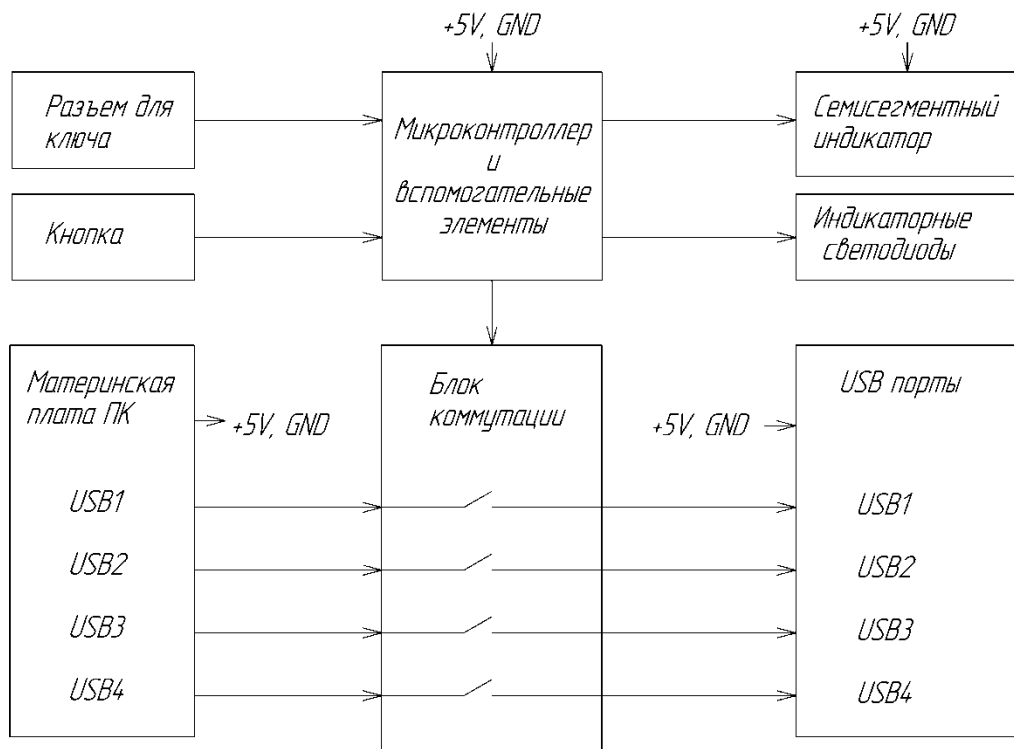 +5V, GND
+5V, GND
Разъем для
ключа
Микроконтроллер
и
вспомогательные
элементы
Семисегментный
индикатор
Кнопка
Индикаторные
светодиоды
Материнская
плата ПК
+5V, GND
Блок
коммутации
+5V, GND
USB порты
USB1
USB1
USB2
USB2
USB3
USB3
USB4
USB4